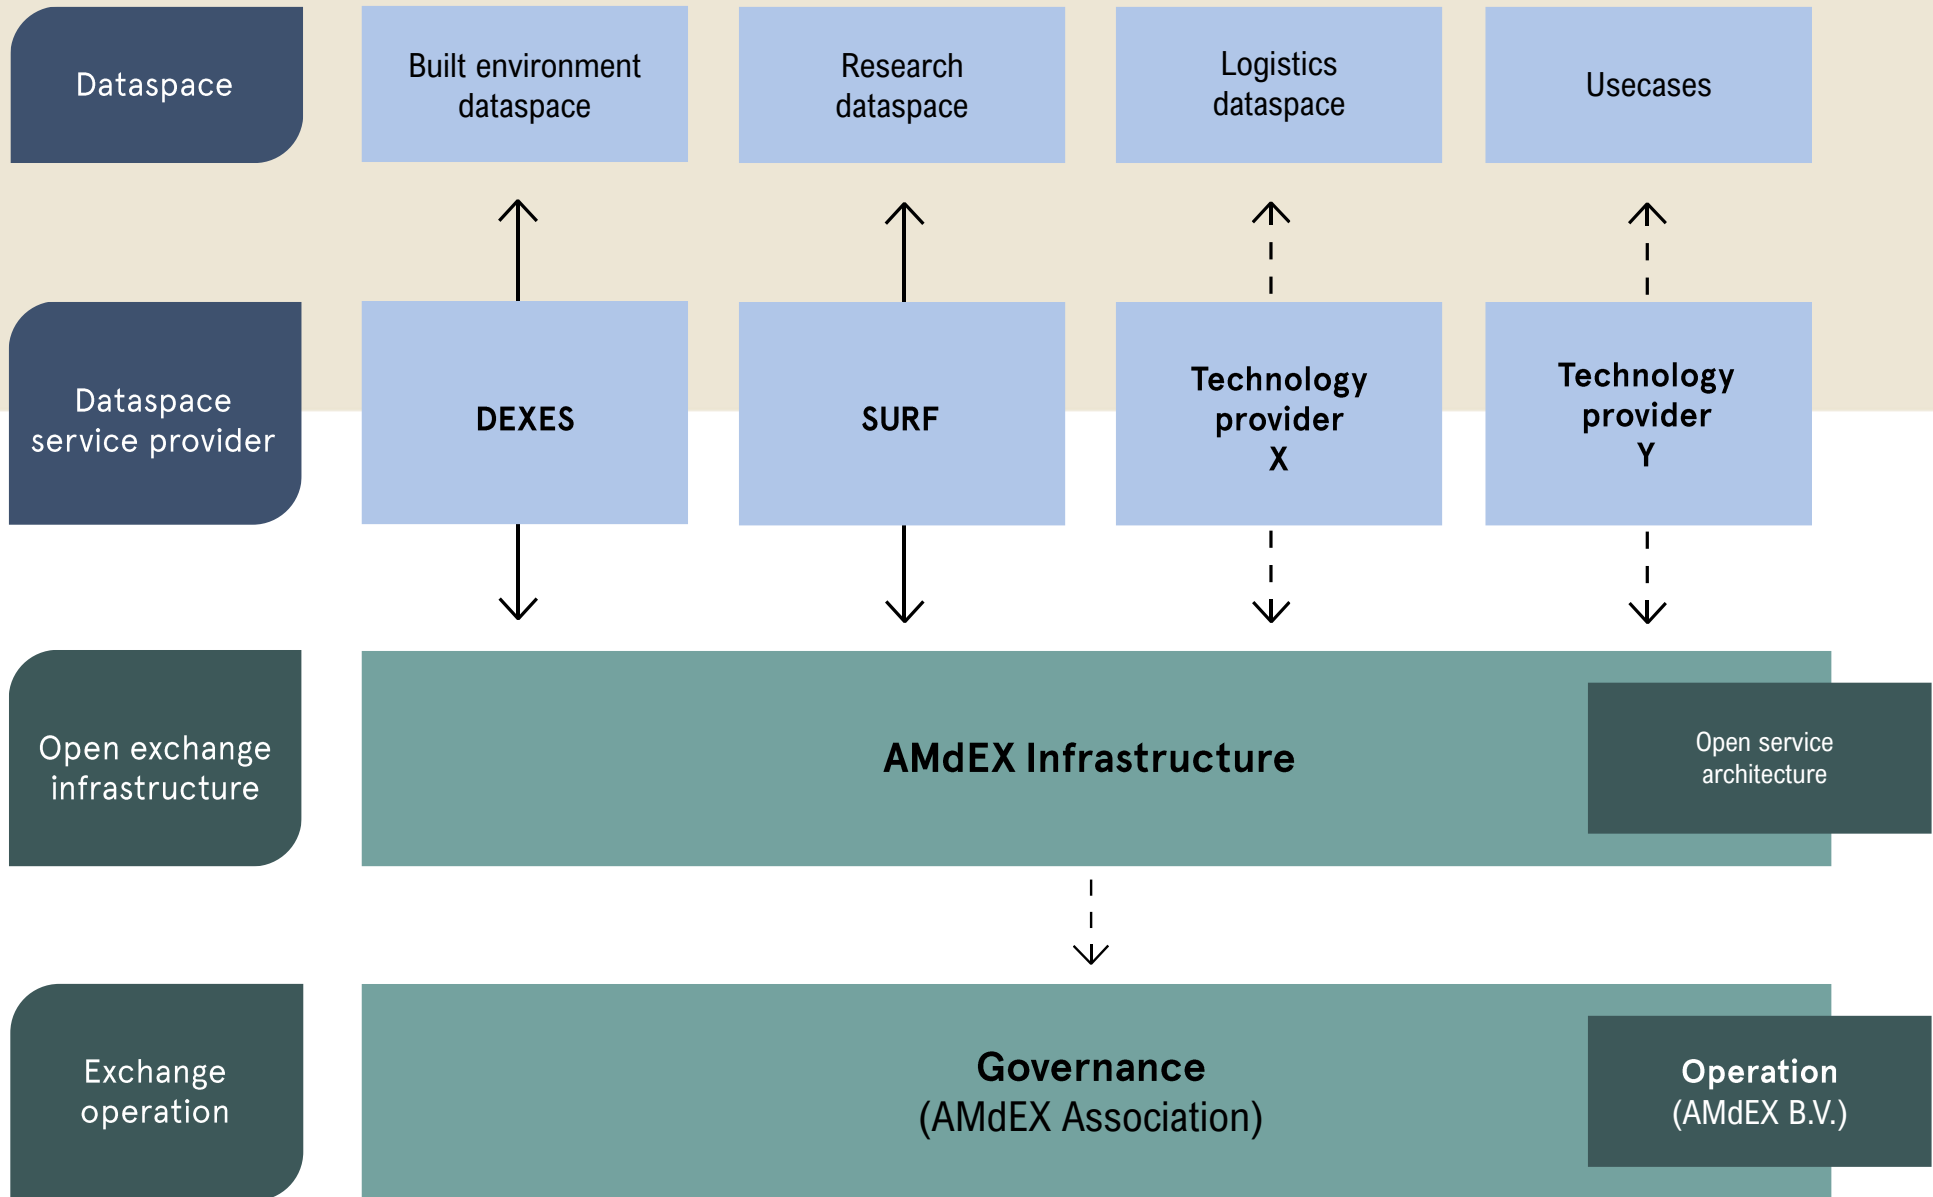 Dataspace
Built environment
dataspace
Research
dataspace
Logistics
dataspace
Usecases
Dataspace
service provider
DEXES
SURF
Technology
provider
X
Technology
provider
Y
Open exchange
infrastructure
AMdEX Infrastructure
Open service
architecture
Exchange
operation
Governance
(AMdEX Association)
Operation
(AMdEX B.V.)